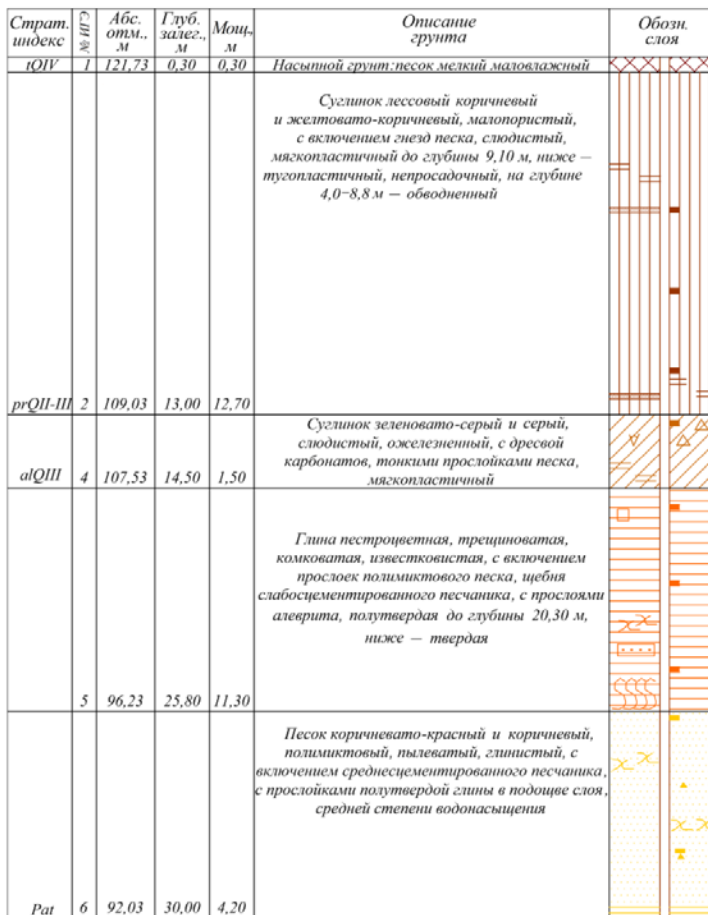 Страт. индекс СЛИ № Абс. отм., м Глуб. залег., м Мощ., м Описание грунта Обозн. слоя
tQIV 1 121,73 0,30 0,30 Насыпной грунт:песок мелкий маловлажный
Суглинок лессовый коричневый
и желтовато-коричневый, малопористый,
с включением гнезд песка, слюдистый,
мягкопластичный до глубины 9,10 м, ниже —
тугопластичный, непросадочный, на глубине
4,0-8,8 м — обводненный
prQII-III 2 109,03 13,00 12,70
Суглинок зеленовато-серый и серый,
слюдистый, ожелезненный, с дресвой
карбонатов, тонкими прослойками песка,
мягкопластичный
alQIII 4 107,53 14,50 1,50
Глина пестроцветная, трещиноватая,
комковатая, известковистая, с включением
прослоек полимиктового песка, щебня
слабосцементированного песчаника, с прослоями
алеврита, полутвердая до глубины 20,30 м,
ниже — твердая
5 96,23 25,80 11,30
Песок коричневато-красный и коричневый,
полимиктовый, пылеватый, глинистый, с
включением среднесцементированного песчаника,
с прослойками полутвердой глины в подощве слоя,
средней степени водонасыщения
Pat 6 92,03 30,00 4,20